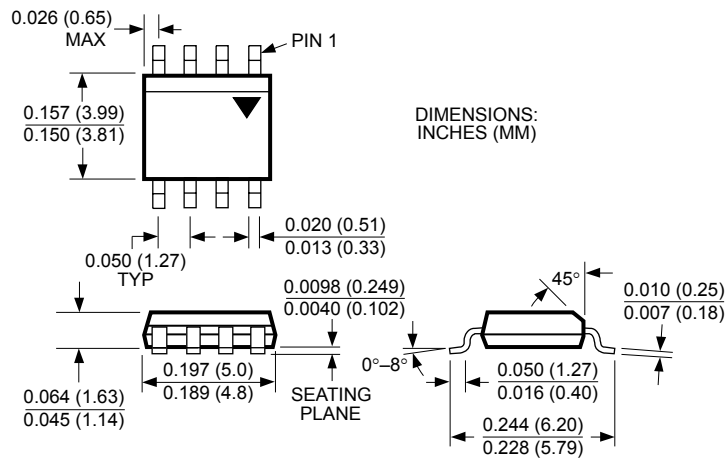 0.026 (0.65)
MAX
PIN 1
0.157 (3.99)
0.150 (3.81)
DIMENSIONS:
INCHES (MM)
0.020 (0.51)
0.013 (0.33)
0.050 (1.27)
TYP
0.0098 (0.249)
0.0040 (0.102)
45°
0.010 (0.25)
0.007 (0.18)
0°–8°
0.064 (1.63)
0.045 (1.14)
0.197 (5.0)
0.189 (4.8)
SEATING
PLANE
0.050 (1.27)
0.016 (0.40)
0.244 (6.20)
0.228 (5.79)